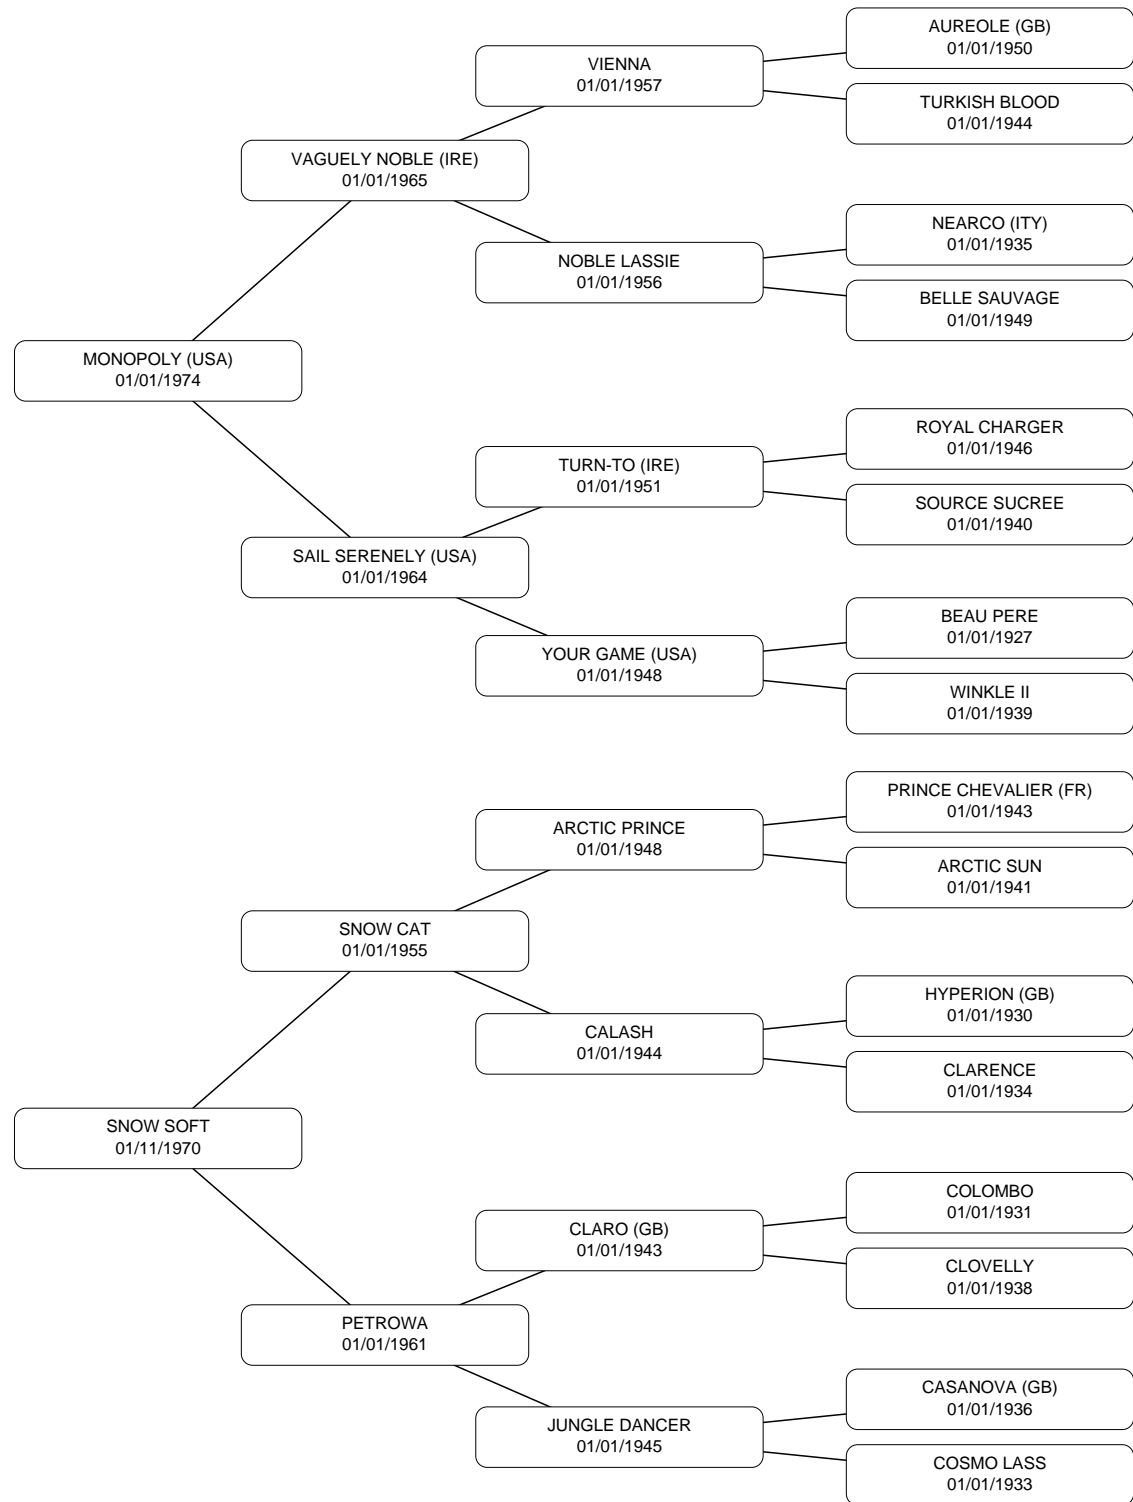 AUREOLE (GB)
01/01/1950
VIENNA
01/01/1957
TURKISH BLOOD
01/01/1944
VAGUELY NOBLE (IRE)
01/01/1965
NEARCO (ITY)
01/01/1935
NOBLE LASSIE
01/01/1956
BELLE SAUVAGE
01/01/1949
MONOPOLY (USA)
01/01/1974
ROYAL CHARGER
01/01/1946
TURN-TO (IRE)
01/01/1951
SOURCE SUCREE
01/01/1940
SAIL SERENELY (USA)
01/01/1964
BEAU PERE
01/01/1927
YOUR GAME (USA)
01/01/1948
WINKLE II
01/01/1939
PRINCE CHEVALIER (FR)
01/01/1943
ARCTIC PRINCE
01/01/1948
ARCTIC SUN
01/01/1941
SNOW CAT
01/01/1955
HYPERION (GB)
01/01/1930
CALASH
01/01/1944
CLARENCE
01/01/1934
SNOW SOFT
01/11/1970
COLOMBO
01/01/1931
CLARO (GB)
01/01/1943
CLOVELLY
01/01/1938
PETROWA
01/01/1961
CASANOVA (GB)
01/01/1936
JUNGLE DANCER
01/01/1945
COSMO LASS
01/01/1933